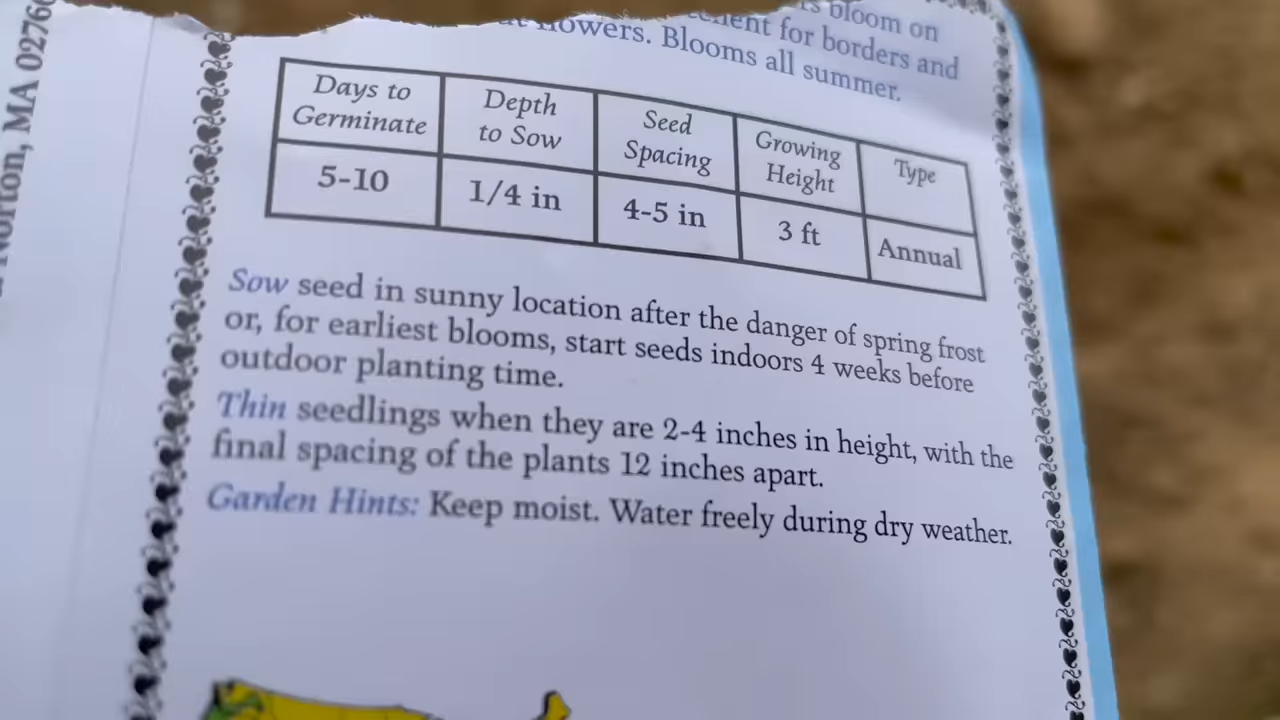 bloom on
flowers. Blooms all summer.
for borders and
Days to Germinate
Depth to Sow
Seed Spacing
Growing Height
Type
5-10
1/4 in
4-5 in
3 ft
Annual
Sow seed in sunny location after the danger of spring frost
or, for earliest blooms, start seeds indoors 4 weeks before
outdoor planting time.
Thin seedlings when they are 2-4 inches in height, with the
final spacing of the plants 12 inches apart.
Garden Hints: Keep moist. Water freely during dry weather.
Norton, MA 02766